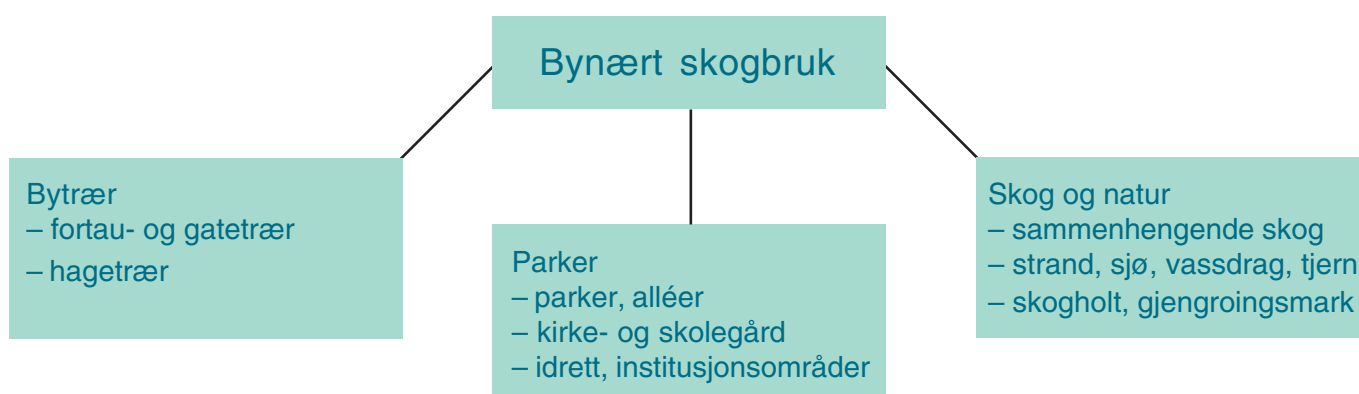 Bynært skogbruk
Bytrær
– fortau- og gatetrær
– hagetrær
Parker
– parker, alléer
– kirke- og skolegård
– idrett, institusjonsområder
Skog og natur
– sammenhengende skog
– strand, sjø, vassdrag, tjern
– skogholt, gjengroingsmark